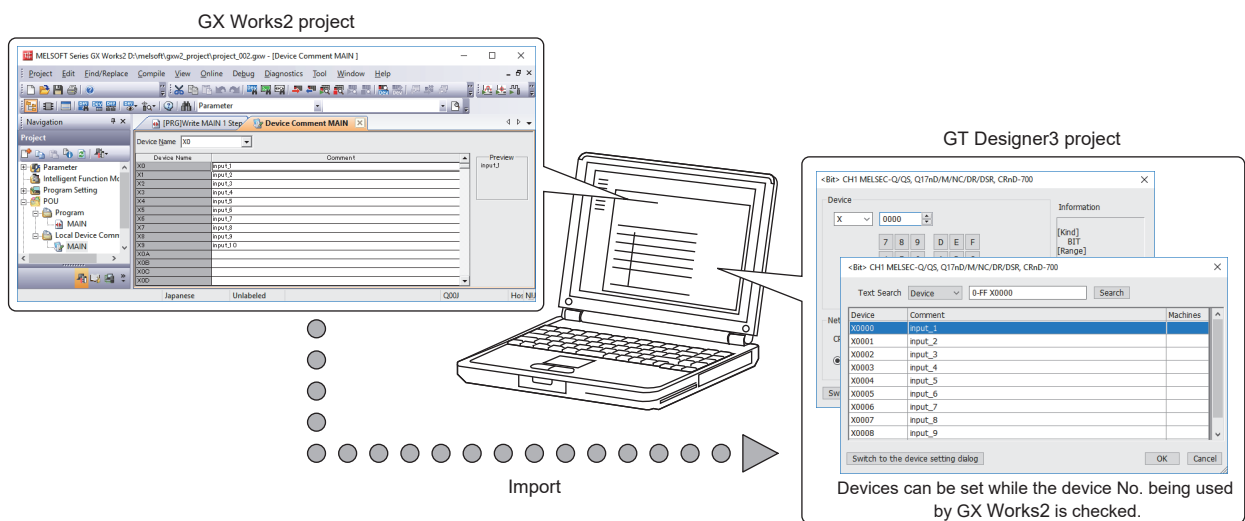 GX Works2 project
MELSOFT Series GX Works2 D:\melsoft\gxw2_project\project_002.gxw - [Device Comment MAIN ]
Project Edit Find/Replace Compile View Online Debug Diagnostics Tool Window Help
Parameter
Navigation
[PRG]Write MAIN 1 Step Device Comment MAIN
Project
Device Name X0
Parameter
Intelligent Function Mc
Program Setting
POU
Program
MAIN
Local Device Comm
MAIN
Device Name Comment
X0 input_1
X1 input_2
X2 input_3
X3 input_4
X4 input_5
X5 input_6
X6 input_7
X7 input_8
X8 input_9
X9 input_10
X0A
X0B
X0C
X0D
Preview
input_1
Japanese Unlabeled Q00J Hos
GT Designer3 project
<Bit> CH1 MELSEC-Q/QS, Q17nD/M/NC/DR/DSR, CRnD-700
Device
X 0000
7 8 9 D E F
Information
[Kind]
BIT
[Range]
Net
Sw
<Bit> CH1 MELSEC-Q/QS, Q17nD/M/NC/DR/DSR, CRnD-700
Text Search Device 0-FF X0000 Search
Device Comment Machines
X0000 input_1
X0001 input_2
X0002 input_3
X0003 input_4
X0004 input_5
X0005 input_6
X0006 input_7
X0007 input_8
X0008 input_9
Switch to the device setting dialog OK Cancel
Devices can be set while the device No. being used
by GX Works2 is checked.
Import